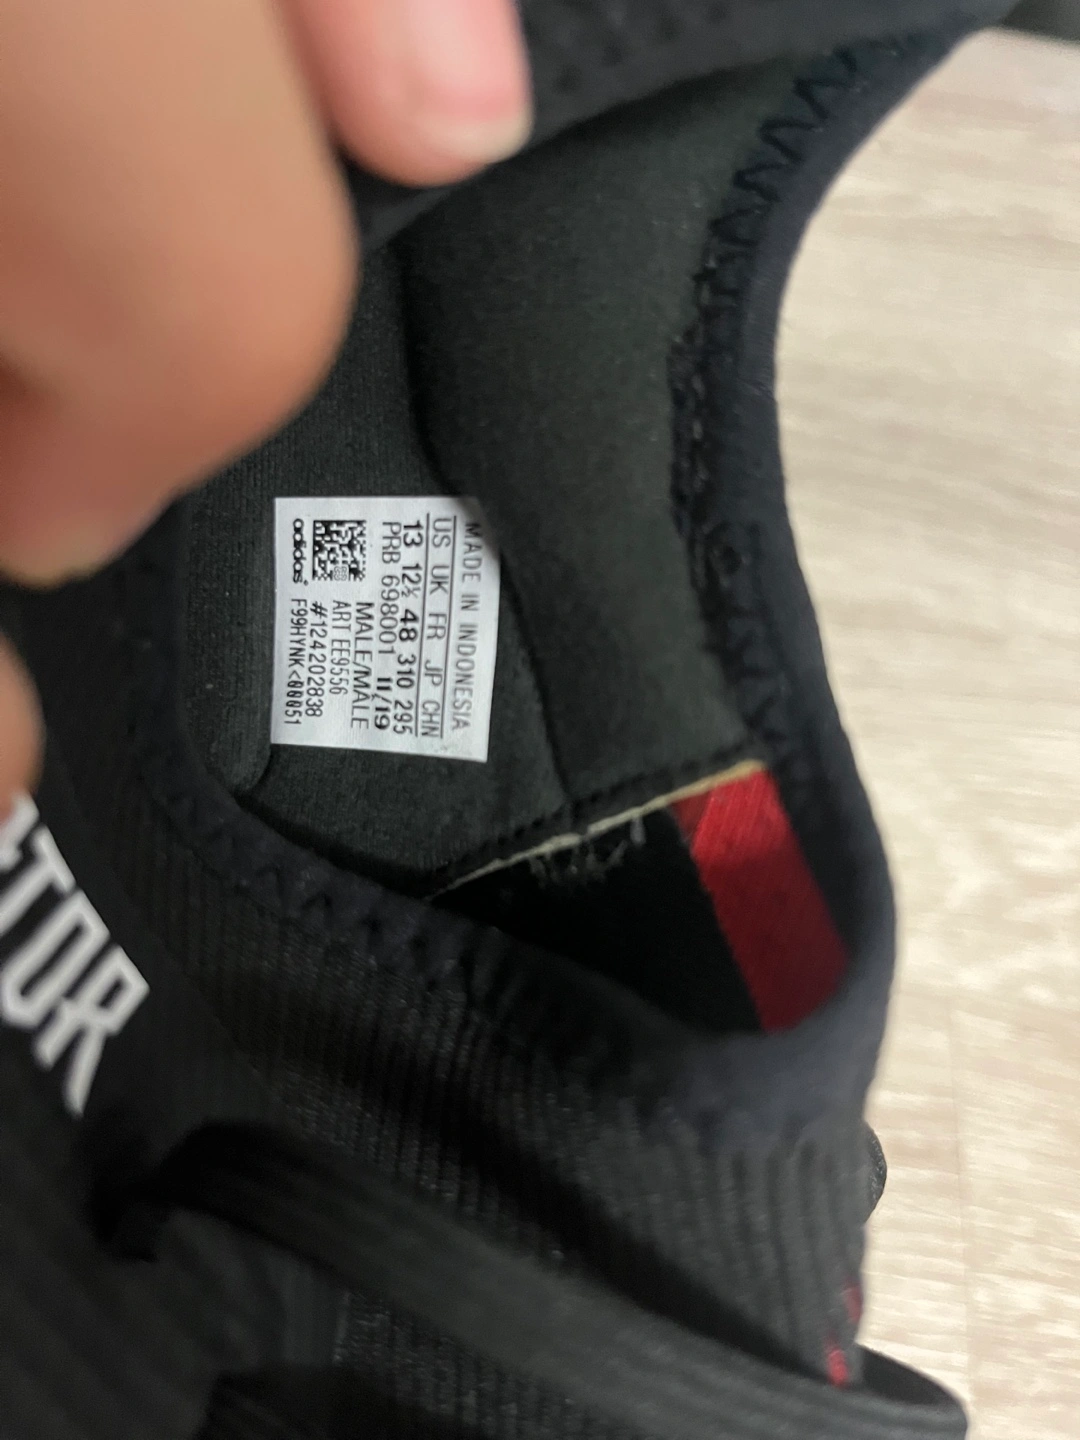 MADE IN INDONESIA
US UK FR JP CHN
13 12½ 48 310 295
PRB 698001 11/19
MALE/MALE
ART EE9556
#124202838
adidas® F99HYNK<00051
TOR